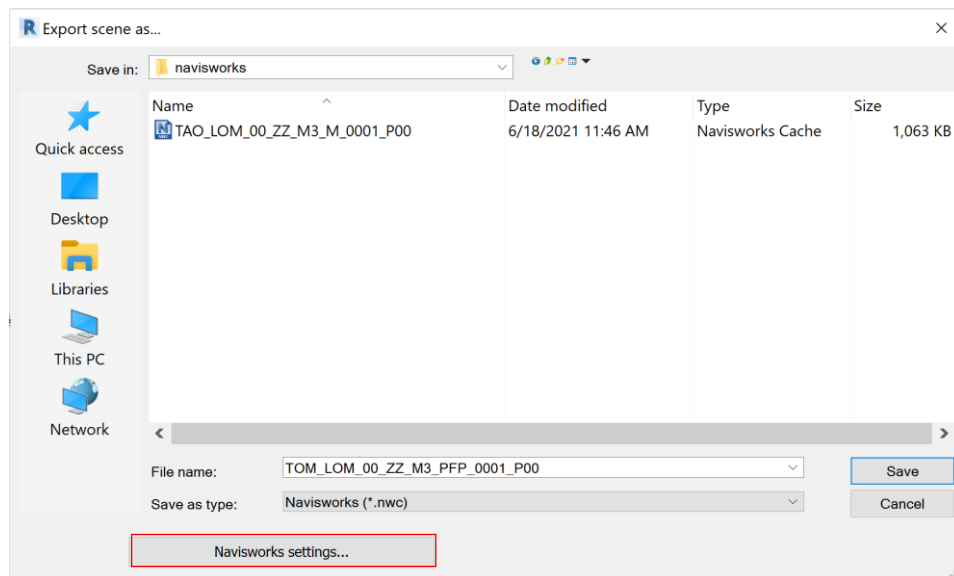 Export scene as...
Save in: navisworks
Name Date modified Type Size
TAO_LOM_00_ZZ_M3_M_0001_P00 6/18/2021 11:46 AM Navisworks Cache 1,063 KB
Quick access
Desktop
Libraries
This PC
Network
File name: TOM_LOM_00_ZZ_M3_PFP_0001_P00 Save
Save as type: Navisworks (*.nwc) Cancel
Navisworks settings...